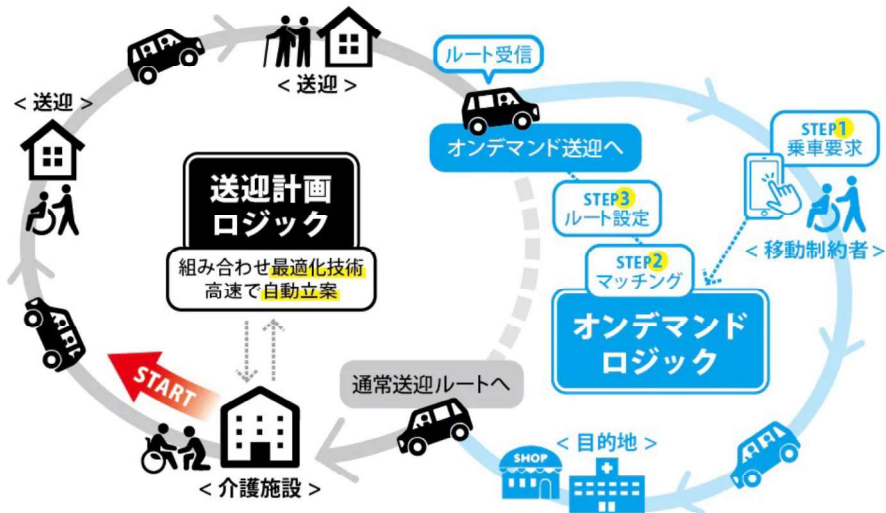 <送迎>
<送迎>
ルート受信
オンデマンド送迎へ
STEP1
乗車要求
<移動制約者>
STEP3
ルート設定
STEP2
マッチング
オンデマンド
ロジック
送迎計画
ロジック
組み合わせ最適化技術
高速で自動立案
START
通常送迎ルートへ
<介護施設>
<目的地>
SHOP